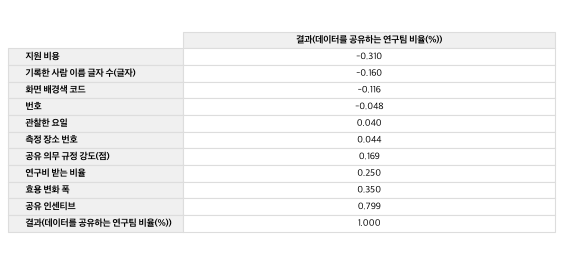 결과(데이터를 공유하는 연구팀 비율(%))
지원 비용 -0.310
기록한 사람 이름 글자 수(글자) -0.160
화면 배경색 코드 -0.116
번호 -0.048
관찰한 요일 0.040
측정 장소 번호 0.044
공유 의무 규정 강도(점) 0.169
연구비 받는 비율 0.250
효용 변화 폭 0.350
공유 인센티브 0.799
결과(데이터를 공유하는 연구팀 비율(%)) 1.000